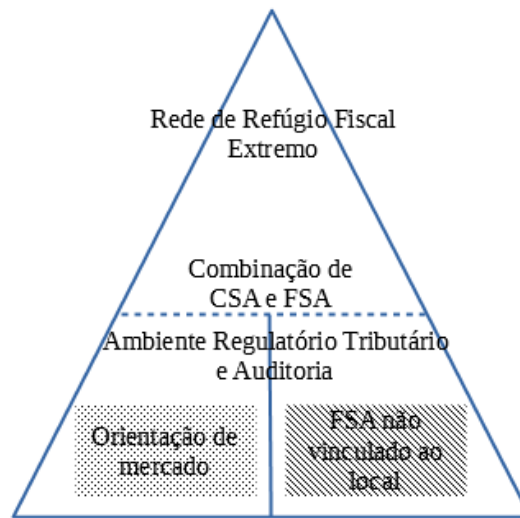 Rede de Refúgio Fiscal
Extremo
Combinação de
CSA e FSA
Ambiente Regulatório Tributário
e Auditoria
Orientação de
mercado
FSA não
vinculado ao
local